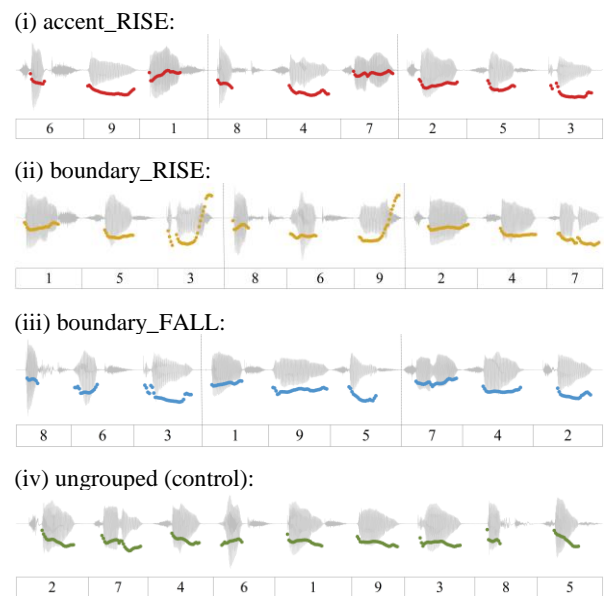 (i) accent_RISE:
6 9 1 8 4 7 2 5 3
(ii) boundary_RISE:
1 5 3 8 6 9 2 4 7
(iii) boundary_FALL:
8 6 3 1 9 5 7 4 2
(iv) ungrouped (control):
2 7 4 6 1 9 3 8 5